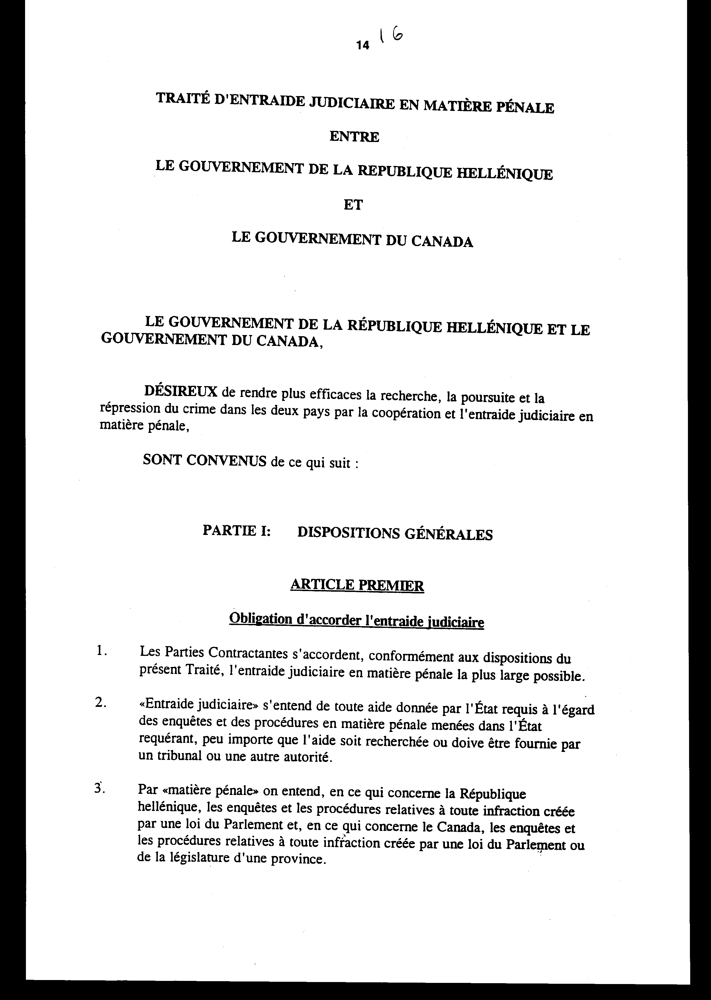 14 16
TRAITÉ D'ENTRAIDE JUDICIAIRE EN MATIÈRE PÉNALE
ENTRE
LE GOUVERNEMENT DE LA REPUBLIQUE HELLÉNIQUE
ET
LE GOUVERNEMENT DU CANADA
LE GOUVERNEMENT DE LA RÉPUBLIQUE HELLÉNIQUE ET LE
GOUVERNEMENT DU CANADA,
DÉSIREUX de rendre plus efficaces la recherche, la poursuite et la
répression du crime dans les deux pays par la coopération et l'entraide judiciaire en
matière pénale,
SONT CONVENUS de ce qui suit :
PARTIE I: DISPOSITIONS GÉNÉRALES
ARTICLE PREMIER
Obligation d'accorder l'entraide judiciaire
1. Les Parties Contractantes s'accordent, conformément aux dispositions du
présent Traité, l'entraide judiciaire en matière pénale la plus large possible.
2. «Entraide judiciaire» s'entend de toute aide donnée par l'État requis à l'égard
des enquêtes et des procédures en matière pénale menées dans l'État
requérant, peu importe que l'aide soit recherchée ou doive être fournie par
un tribunal ou une autre autorité.
3. Par «matière pénale» on entend, en ce qui concerne la République
hellénique, les enquêtes et les procédures relatives à toute infraction créée
par une loi du Parlement et, en ce qui concerne le Canada, les enquêtes et
les procédures relatives à toute infraction créée par une loi du Parlement ou
de la législature d'une province.